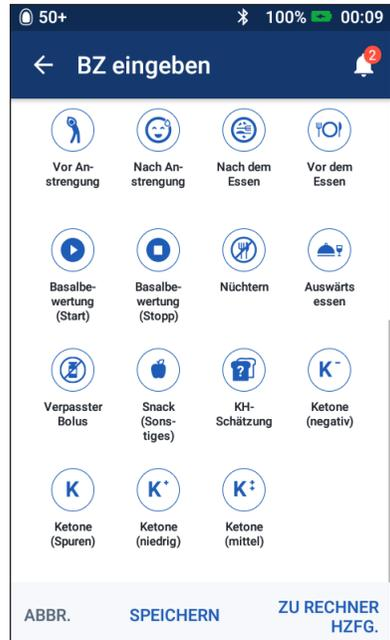 50+ 100% 00:09
BZ eingeben 2
Vor An- Nach An- Nach dem Vor dem
strengung strengung Essen Essen
Basalbe- Basalbe- Nüchtern Auswärts
wertung wertung essen
(Start) (Stopp)
Verpasster Snack KH- Ketone
Bolus (Sons- Schätzung (negativ)
tiges)
K K+ K‡
Ketone Ketone Ketone
(Spuren) (niedrig) (mittel)
ABBR. SPEICHERN ZU RECHNER
HZFG.